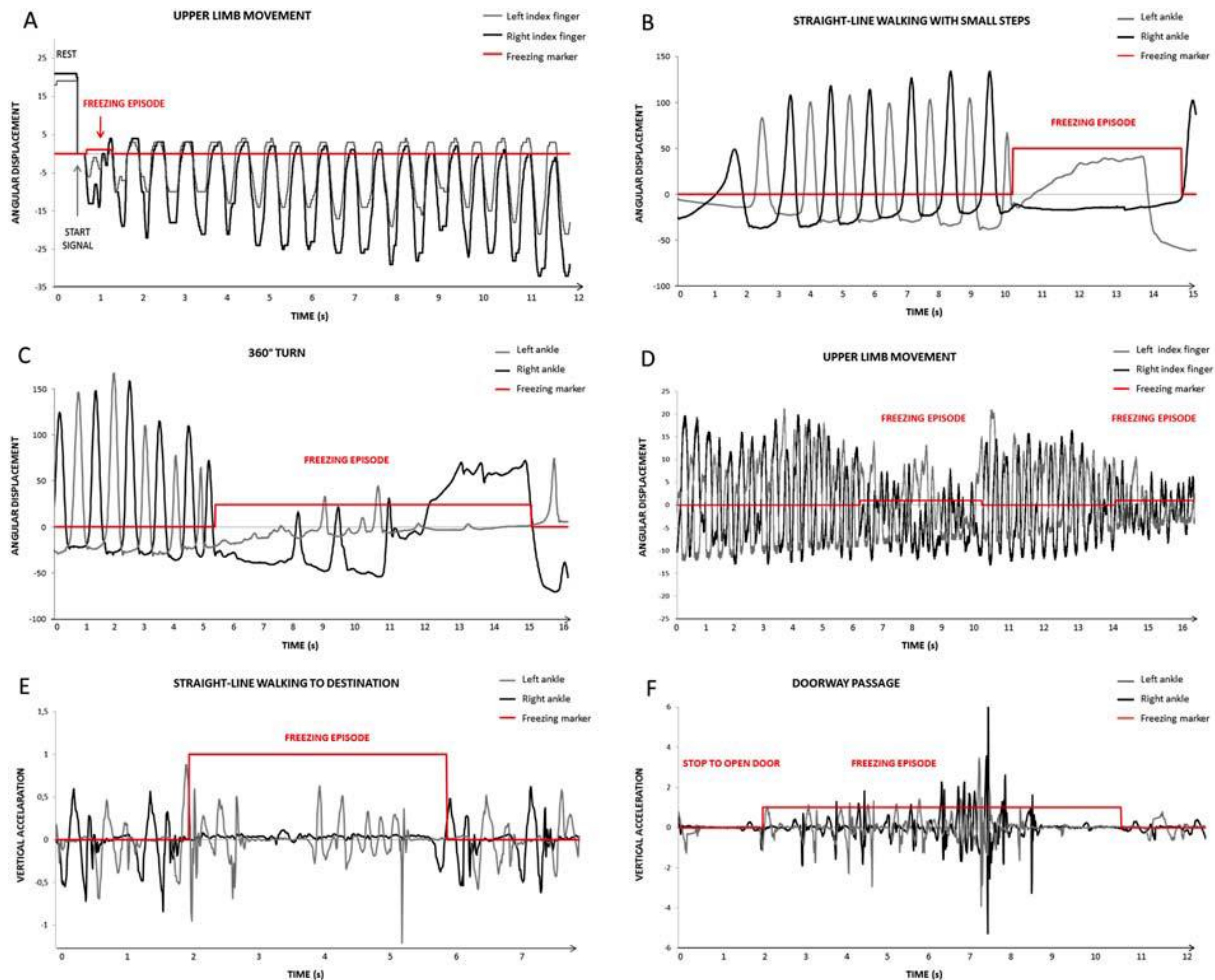 A
UPPER LIMB MOVEMENT
Left index finger
Right index finger
Freezing marker
REST
FREEZING EPISODE
START
SIGNAL
ANGULAR DISPLACEMENT
25
15
5
-5
-15
-25
-35
0 1 2 3 4 5 6 7 8 9 10 11 12
TIME (s)
B
STRAIGHT-LINE WALKING WITH SMALL STEPS
Left ankle
Right ankle
Freezing marker
FREEZING EPISODE
ANGULAR DISPLACEMENT
150
100
50
0
-50
-100
0 1 2 3 4 5 6 7 8 9 10 11 12 13 14 15
TIME (s)
C
360° TURN
Left ankle
Right ankle
Freezing marker
FREEZING EPISODE
ANGULAR DISPLACEMENT
150
100
50
0
-50
-100
0 1 2 3 4 5 6 7 8 9 10 11 12 13 14 15 16
TIME (s)
D
UPPER LIMB MOVEMENT
Left index finger
Right index finger
Freezing marker
FREEZING EPISODE FREEZING EPISODE
ANGULAR DISPLACEMENT
25
20
15
10
5
0
-5
-10
15
20
25
0 1 2 3 4 5 6 7 8 9 10 11 12 13 14 15 16
TIME (s)
E
STRAIGHT-LINE WALKING TO DESTINATION
Left ankle
Right ankle
Freezing marker
FREEZING EPISODE
VERTICAL ACCELARATION
1,5
1
0,5
0
-0,5
-1
0 1 2 3 4 5 6 7
TIME (s)
F
DOORWAY PASSAGE
Left ankle
Right ankle
Freezing marker
STOP TO OPEN DOOR FREEZING EPISODE
VERTICAL ACCELERATION
6
4
2
0
-2
-4
-6
0 1 2 3 4 5 6 7 8 9 10 11 12
TIME (s)